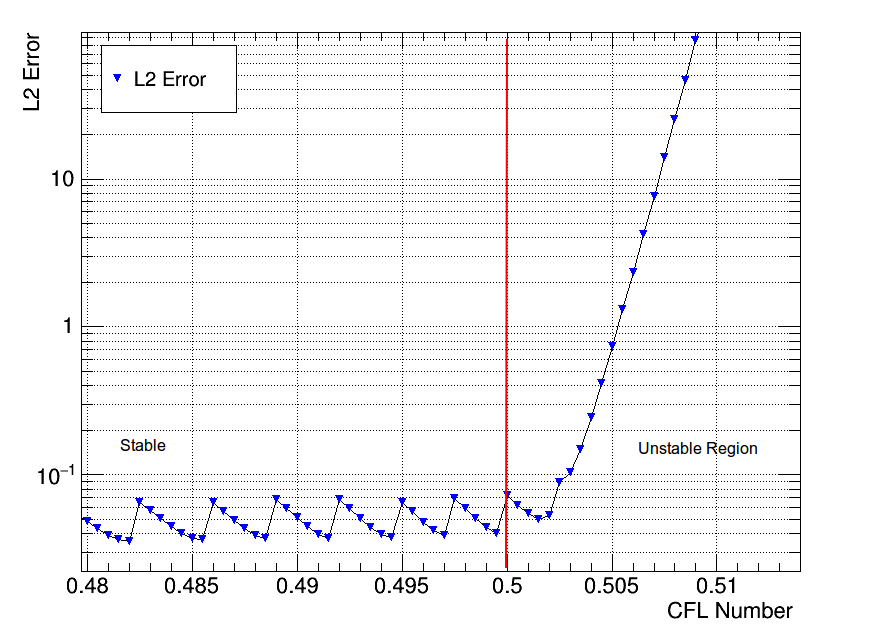 L2 Error
L2 Error
10
1
10⁻¹
Stable
Unstable Region
0.48 0.485 0.49 0.495 0.5 0.505 0.51
CFL Number